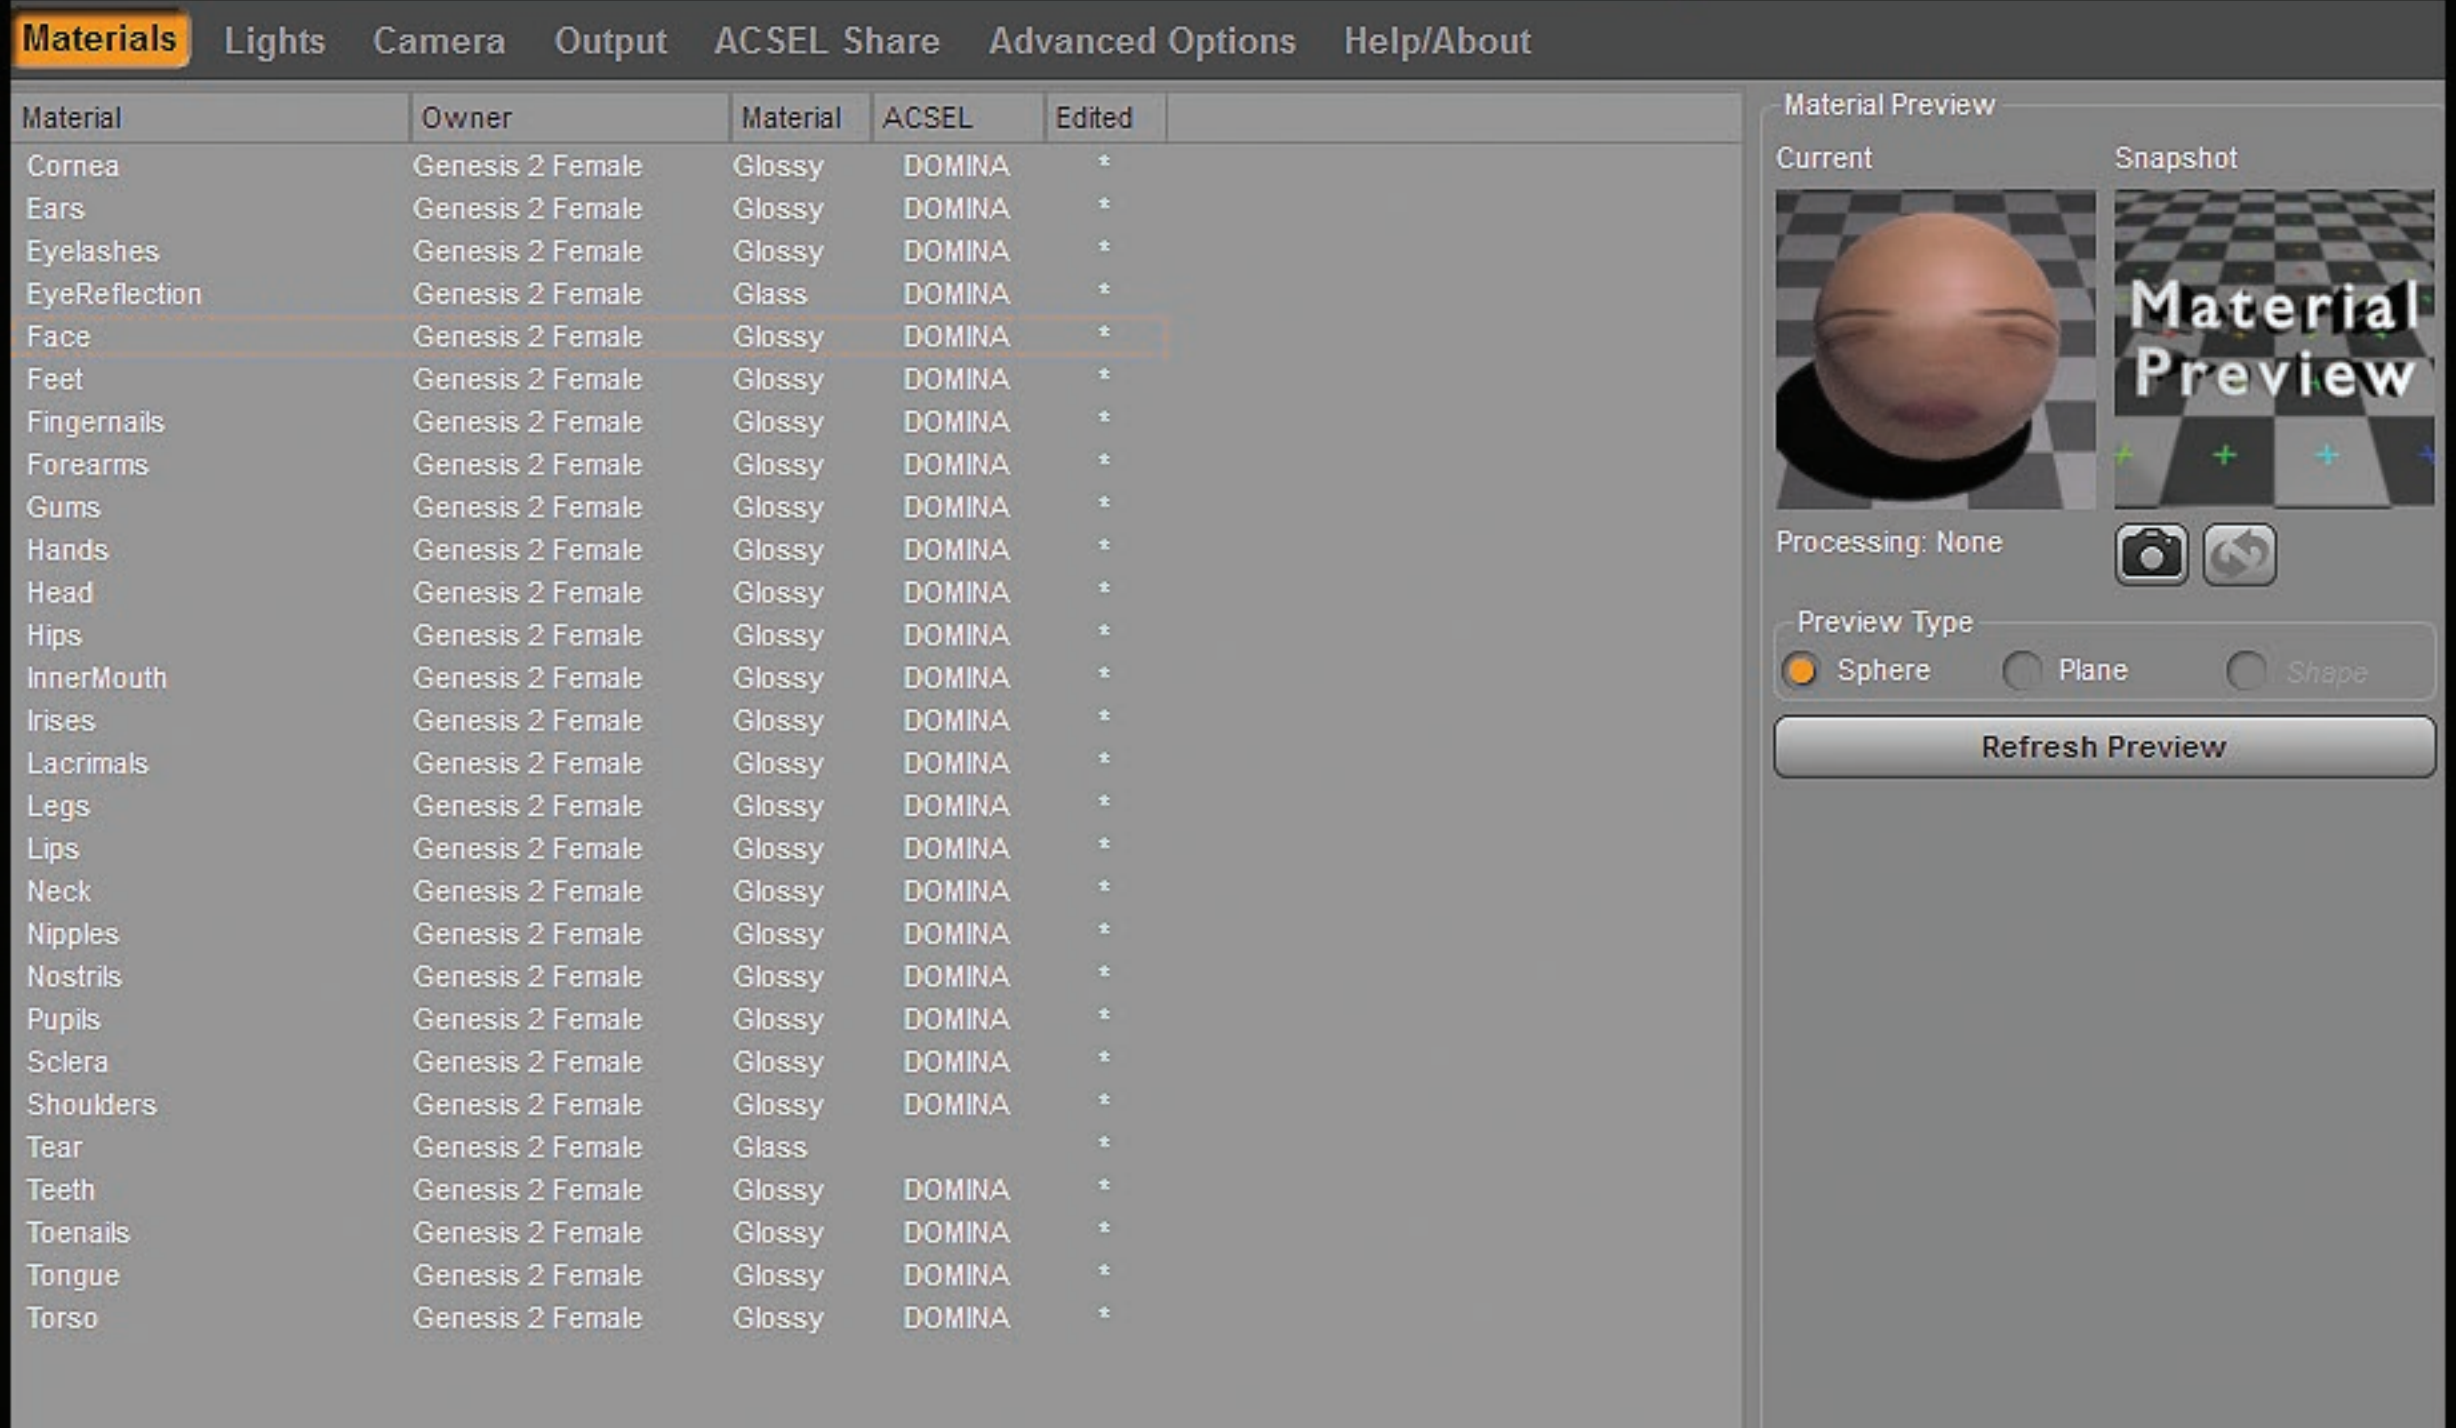 Materials Lights Camera Output ACSEL Share Advanced Options Help/About
Material Owner Material ACSEL Edited
Cornea Genesis 2 Female Glossy DOMINA *
Ears Genesis 2 Female Glossy DOMINA *
Eyelashes Genesis 2 Female Glossy DOMINA *
EyeReflection Genesis 2 Female Glass DOMINA *
Face Genesis 2 Female Glossy DOMINA *
Feet Genesis 2 Female Glossy DOMINA *
Fingernails Genesis 2 Female Glossy DOMINA *
Forearms Genesis 2 Female Glossy DOMINA *
Gums Genesis 2 Female Glossy DOMINA *
Hands Genesis 2 Female Glossy DOMINA *
Head Genesis 2 Female Glossy DOMINA *
Hips Genesis 2 Female Glossy DOMINA *
InnerMouth Genesis 2 Female Glossy DOMINA *
Irises Genesis 2 Female Glossy DOMINA *
Lacrimals Genesis 2 Female Glossy DOMINA *
Legs Genesis 2 Female Glossy DOMINA *
Lips Genesis 2 Female Glossy DOMINA *
Neck Genesis 2 Female Glossy DOMINA *
Nipples Genesis 2 Female Glossy DOMINA *
Nostrils Genesis 2 Female Glossy DOMINA *
Pupils Genesis 2 Female Glossy DOMINA *
Sclera Genesis 2 Female Glossy DOMINA *
Shoulders Genesis 2 Female Glossy DOMINA *
Tear Genesis 2 Female Glass *
Teeth Genesis 2 Female Glossy DOMINA *
Toenails Genesis 2 Female Glossy DOMINA *
Tongue Genesis 2 Female Glossy DOMINA *
Torso Genesis 2 Female Glossy DOMINA *
Material Preview
Current Snapshot
Material
Preview
Processing: None
Preview Type
Sphere Plane Shape
Refresh Preview